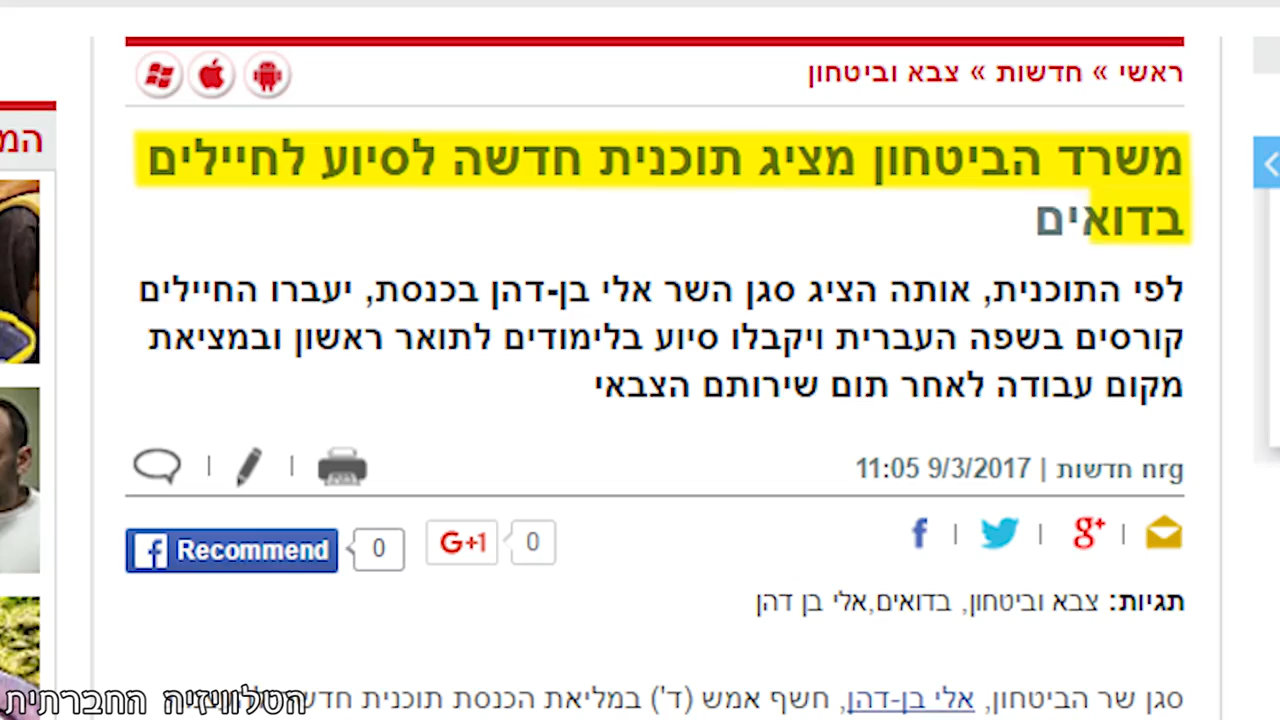 ראשי » חדשות » צבא וביטחון
משרד הביטחון מציג תוכנית חדשה לסיוע לחיילים
בדואים
לפי התוכנית, אותה הציג סגן השר אלי בן-דהן בכנסת, יעברו החיילים
קורסים בשפה העברית ויקבלו סיוע בלימודים לתואר ראשון ובמציאת
מקום עבודה לאחר תום שירותם הצבאי
nrg חדשות | 9/3/2017 11:05
Recommend 0
G+1 0
תגיות: צבא וביטחון, בדואים,אלי בן דהן
סגן שר הביטחון, אלי בן-דהן, חשף אמש (ד') במליאת הכנסת תוכנית
הטלוויזיה החברתית